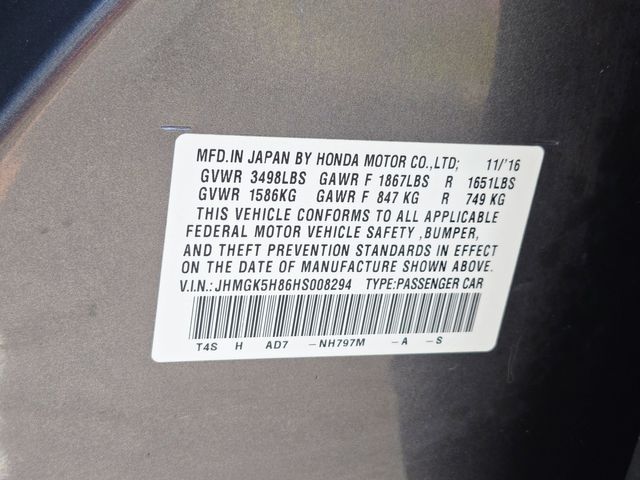 MFD.IN JAPAN BY HONDA MOTOR CO.,LTD; 11/'16
GVWR 3498LBS GAWR F 1867LBS R 1651LBS
GVWR 1586KG GAWR F 847 KG R 749 KG
THIS VEHICLE CONFORMS TO ALL APPLICABLE
FEDERAL MOTOR VEHICLE SAFETY ,BUMPER,
AND THEFT PREVENTION STANDARDS IN EFFECT
ON THE DATE OF MANUFACTURE SHOWN ABOVE.
V.I.N.: JHMGK5H86HS008294 TYPE:PASSENGER CAR
T4S H AD7 -NH797M -A -S